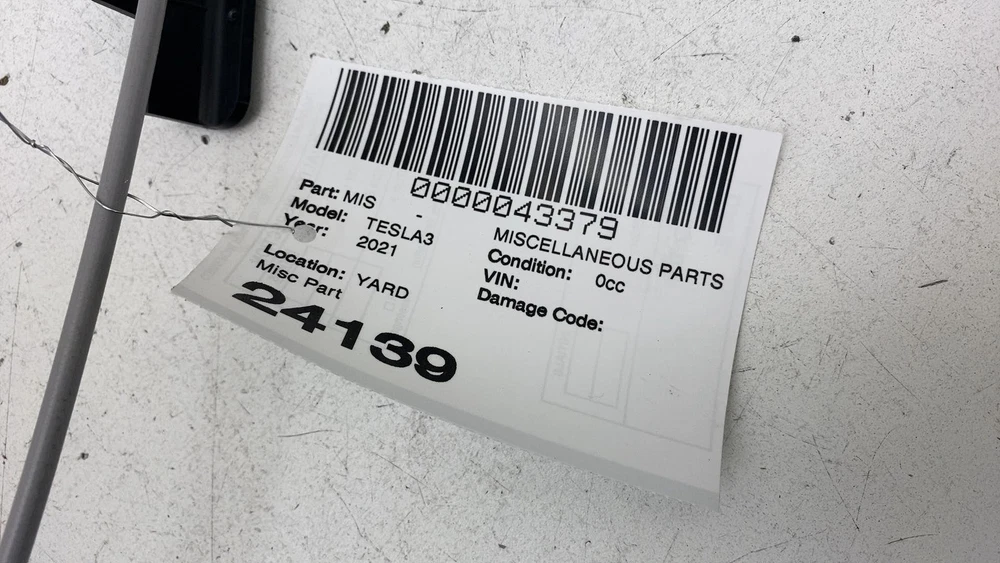 0000043379
Part: MIS - MISCELLANEOUS PARTS
Model: TESLA3 Condition: 0cc
Year: 2021 VIN:
Damage Code:
Location: YARD
Misc Part
24139